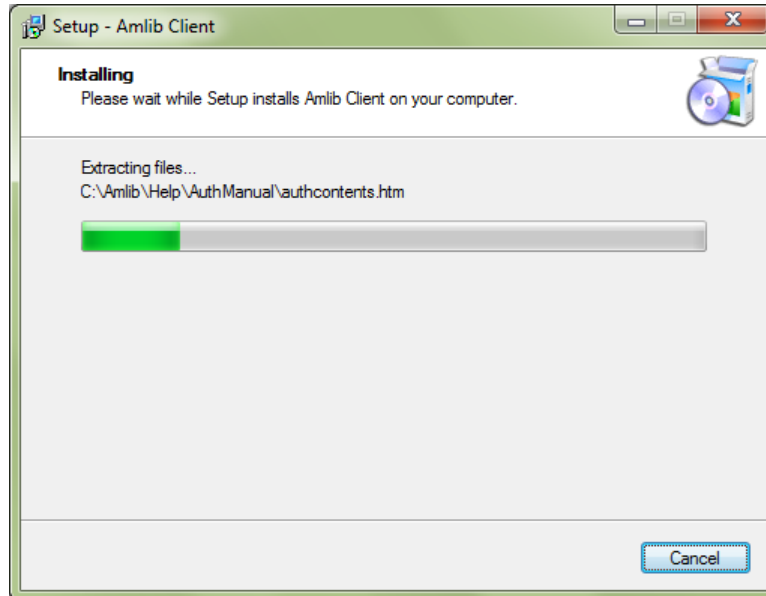 Setup - Amlib Client
Installing
Please wait while Setup installs Amlib Client on your computer.
Extracting files...
C:\Amlib\Help\AuthManual\authcontents.htm
Cancel